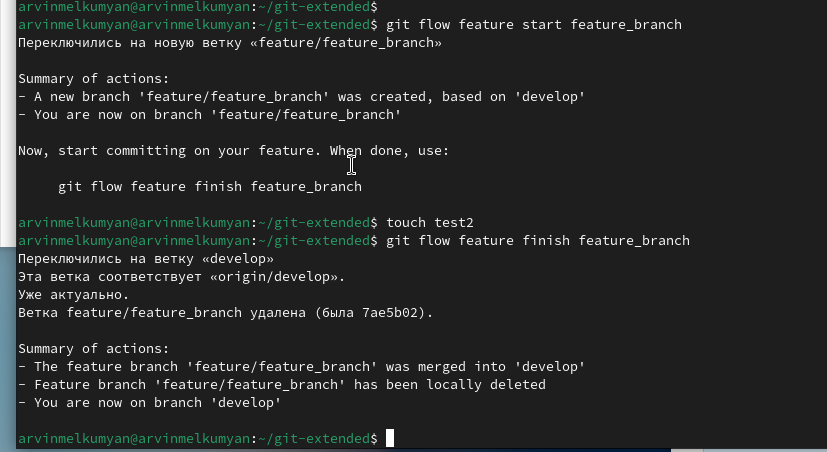 arvinmelkumyan@arvinmelkumyan:~/git-extended$
arvinmelkumyan@arvinmelkumyan:~/git-extended$ git flow feature start feature_branch
Переключились на новую ветку «feature/feature_branch»
Summary of actions:
- A new branch 'feature/feature_branch' was created, based on 'develop'
- You are now on branch 'feature/feature_branch'
Now, start committing on your feature. When done, use:
git flow feature finish feature_branch
arvinmelkumyan@arvinmelkumyan:~/git-extended$ touch test2
arvinmelkumyan@arvinmelkumyan:~/git-extended$ git flow feature finish feature_branch
Переключились на ветку «develop»
Эта ветка соответствует «origin/develop».
Уже актуально.
Ветка feature/feature_branch удалена (была 7ae5b02).
Summary of actions:
- The feature branch 'feature/feature_branch' was merged into 'develop'
- Feature branch 'feature/feature_branch' has been locally deleted
- You are now on branch 'develop'
arvinmelkumyan@arvinmelkumyan:~/git-extended$